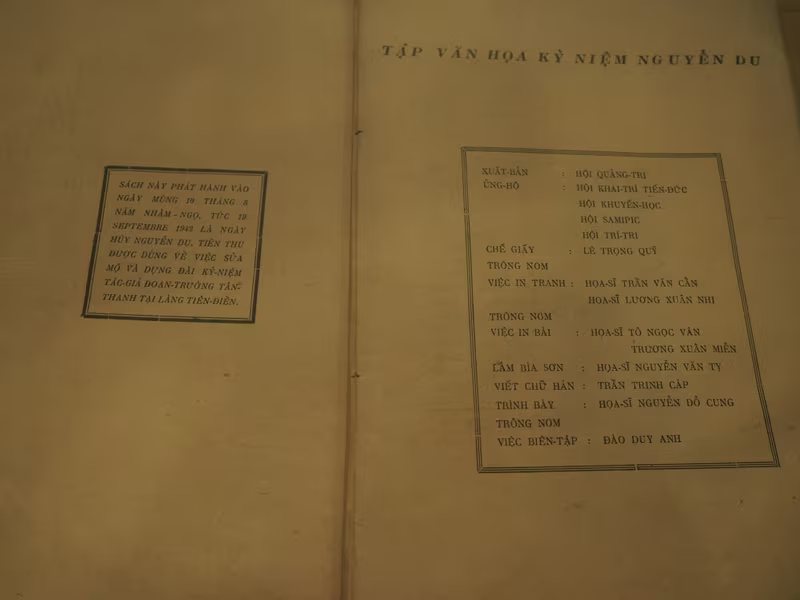 SÁCH NÀY PHÁT HÀNH VÀO
NGÀY MÙNG 10 THÁNG 8
NĂM NHÂM-NGỌ, TỨC 19
SEPTEMBRE 1942 LÀ NGÀY
HÚY NGUYỄN DU. TIỀN THU
ĐƯỢC DÙNG VỀ VIỆC SỬA
MỘ VÀ DỰNG ĐÀI KỶ-NIỆM
TÁC-GIẢ ĐOẠN-TRƯỜNG TÂN-
THANH TẠI LÀNG TIÊN-ĐIỀN.
TẬP VĂN HỌA KỶ NIỆM NGUYỄN DU
XUẤT-BẢN : HỘI QUẢNG-TRỊ
ỦNG-HỘ : HỘI KHAI-TRÍ TIẾN-ĐỨC
HỘI KHUYẾN-HỌC
HỘI SAMIPIC
HỘI TRÍ-TRI
CHẾ GIẤY : LÊ TRỌNG QUỸ
TRÔNG NOM
VIỆC IN TRANH : HỌA-SĨ TRẦN VĂN CẨN
HỌA-SĨ LƯƠNG XUÂN NHỊ
TRÔNG NOM
VIỆC IN BÀI : HỌA-SĨ TÔ NGỌC VÂN
TRƯƠNG XUÂN MIỄN
LÀM BÌA SƠN : HỌA-SĨ NGUYỄN VĂN TỴ
VIẾT CHỮ HÁN : TRẦN TRINH CÁP
TRÌNH BÀY : HỌA-SĨ NGUYỄN ĐỖ CUNG
TRÔNG NOM
VIỆC BIÊN-TẬP : ĐÀO DUY ANH